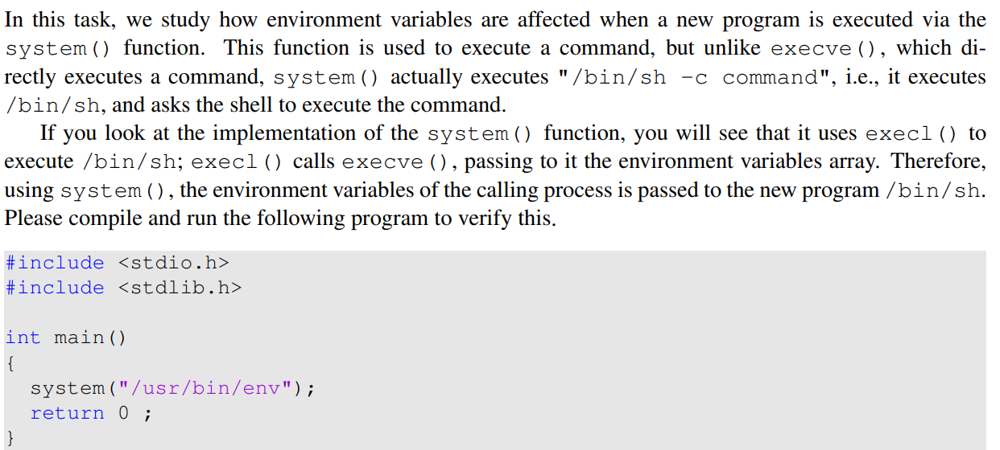 In this task, we study how environment variables are affected when a new program is executed via the
system() function. This function is used to execute a command, but unlike execve(), which di-
rectly executes a command, system() actually executes "/bin/sh -c command", i.e., it executes
/bin/sh, and asks the shell to execute the command.
If you look at the implementation of the system() function, you will see that it uses execl() to
execute /bin/sh; execl() calls execve(), passing to it the environment variables array. Therefore,
using system(), the environment variables of the calling process is passed to the new program /bin/sh.
Please compile and run the following program to verify this.
#include <stdio.h>
#include <stdlib.h>
int main()
{
system("/usr/bin/env");
return 0 ;
}